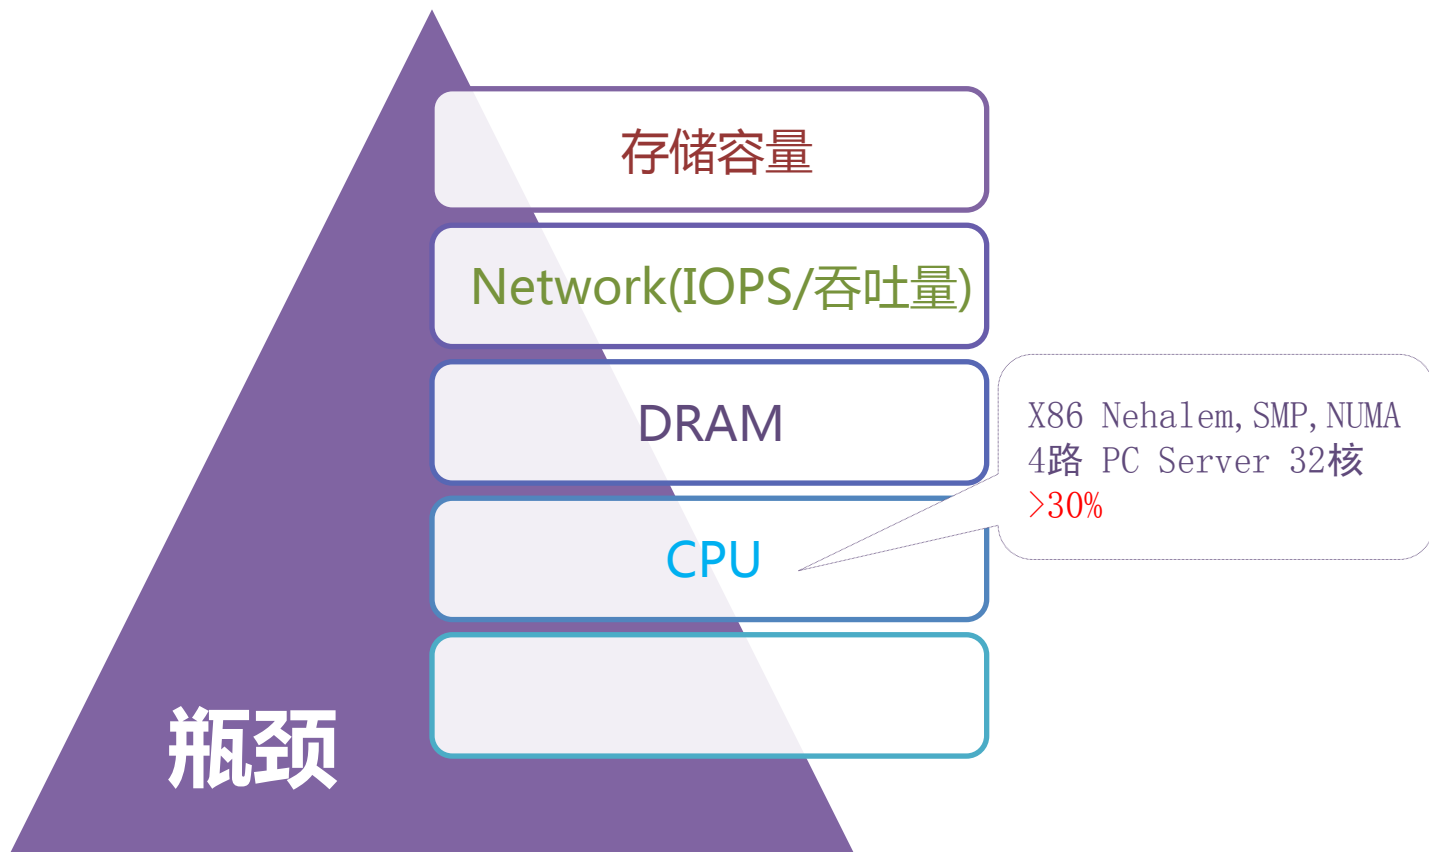 存储容量
Network(IOPS/吞吐量)
DRAM
X86 Nehalem,SMP,NUMA
4路 PC Server 32核
>30%
CPU
瓶颈